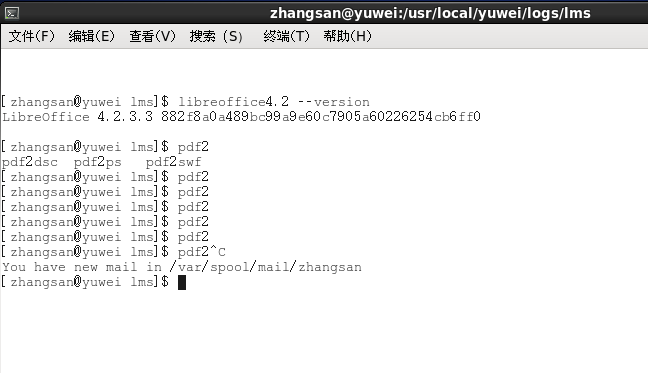 zhangsan@yuwei:/usr/local/yuwei/logs/lms
文件(F) 编辑(E) 查看(V) 搜索 (S) 终端(T) 帮助(H)
[zhangsan@yuwei lms]$ libreoffice4.2 --version
LibreOffice 4.2.3.3 882f8a0a489bc99a9e60c7905a60226254cb6ff0
[zhangsan@yuwei lms]$ pdf2
pdf2dsc pdf2ps pdf2swf
[zhangsan@yuwei lms]$ pdf2
[zhangsan@yuwei lms]$ pdf2
[zhangsan@yuwei lms]$ pdf2
[zhangsan@yuwei lms]$ pdf2
[zhangsan@yuwei lms]$ pdf2
[zhangsan@yuwei lms]$ pdf2^C
You have new mail in /var/spool/mail/zhangsan
[zhangsan@yuwei lms]$